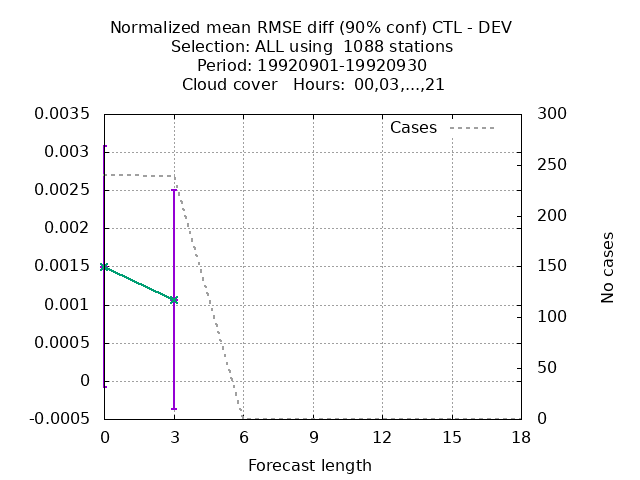 Normalized mean RMSE diff (90% conf) CTL - DEV
Selection: ALL using 1088 stations
Period: 19920901-19920930
Cloud cover Hours: 00,03,...,21
Cases
0.0035
0.003
0.0025
0.002
0.0015
0.001
0.0005
0
-0.0005
300
250
200
150
100
50
0
No cases
0 3 6 9 12 15 18
Forecast length